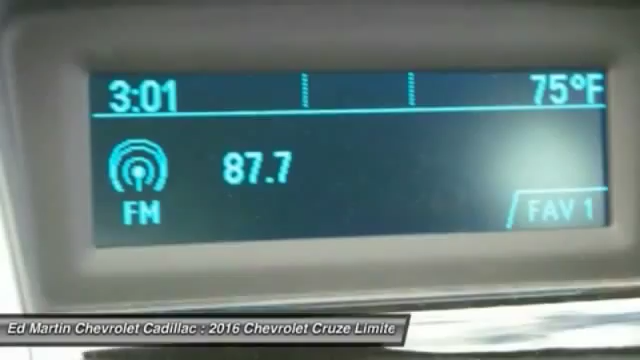 3:01 75°F
87.7
FM
FAV 1
Ed Martin Chevrolet Cadillac : 2016 Chevrolet Cruze Limite